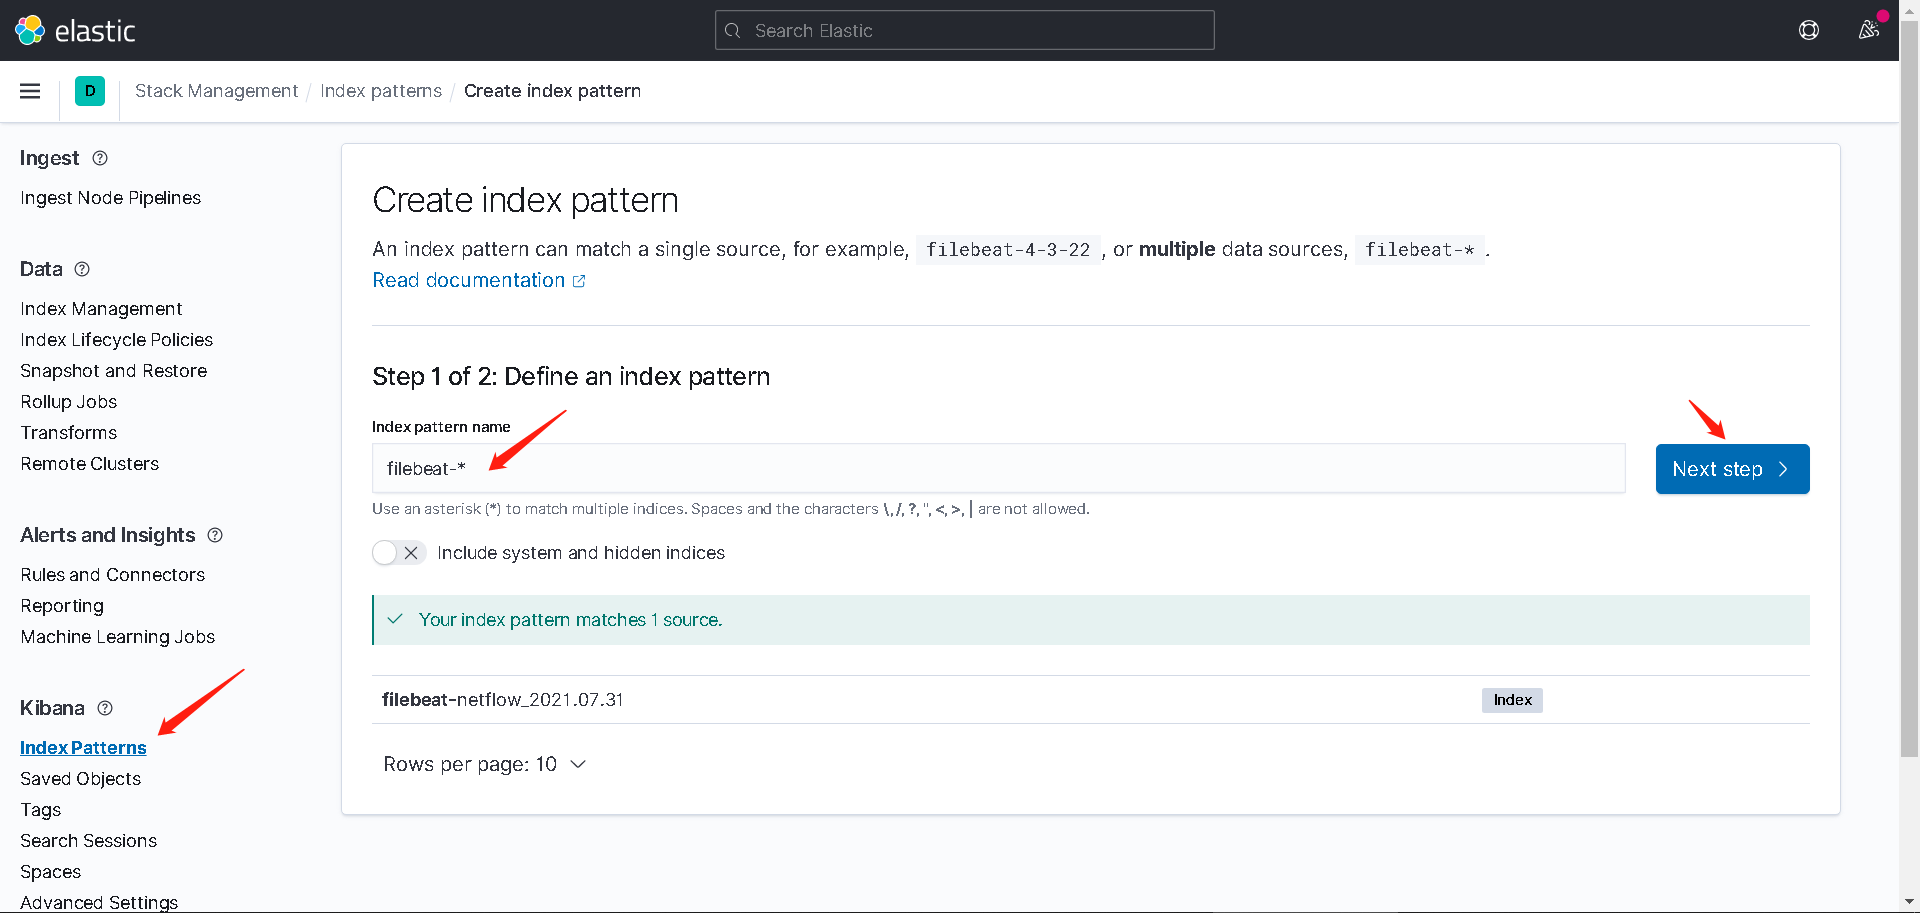 elastic
Search Elastic
D
Stack Management / Index patterns / Create index pattern
Ingest
Ingest Node Pipelines
Data
Index Management
Index Lifecycle Policies
Snapshot and Restore
Rollup Jobs
Transforms
Remote Clusters
Alerts and Insights
Rules and Connectors
Reporting
Machine Learning Jobs
Kibana
Index Patterns
Saved Objects
Tags
Search Sessions
Spaces
Advanced Settings
Create index pattern
An index pattern can match a single source, for example, filebeat-4-3-22 , or multiple data sources, filebeat-* .
Read documentation
Step 1 of 2: Define an index pattern
Index pattern name
filebeat-*
Next step
Use an asterisk (*) to match multiple indices. Spaces and the characters \, /, ?, ", <, >, | are not allowed.
Include system and hidden indices
Your index pattern matches 1 source.
filebeat-netflow_2021.07.31 Index
Rows per page: 10